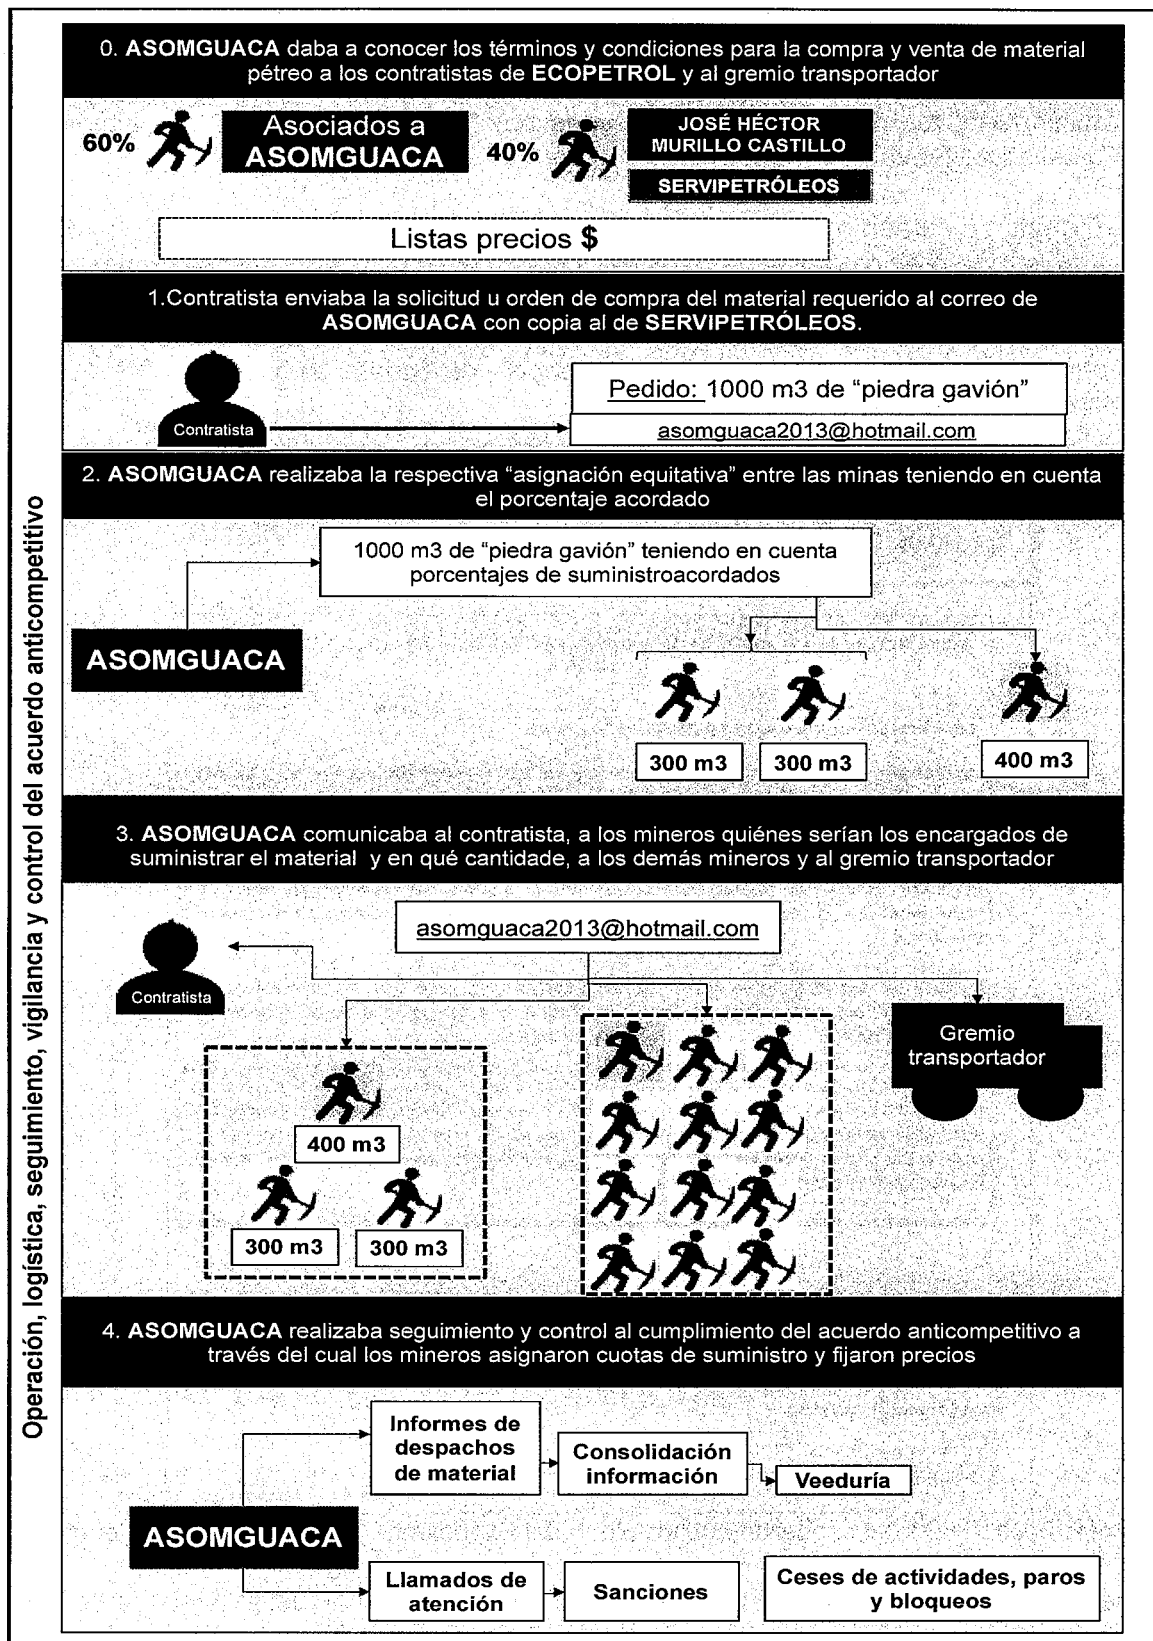 Operación, logística, seguimiento, vigilancia y control del acuerdo anticompetitivo
0. ASOMGUACA daba a conocer los términos y condiciones para la compra y venta de material
pétreo a los contratistas de ECOPETROL y al gremio transportador
60%
Asociados a
ASOMGUACA
40%
JOSÉ HÉCTOR
MURILLO CASTILLO
SERVIPETRÓLEOS
Listas precios $
1.Contratista enviaba la solicitud u orden de compra del material requerido al correo de
ASOMGUACA con copia al de SERVIPETRÓLEOS.
Contratista
Pedido: 1000 m3 de “piedra gavión”
asomguaca2013@hotmail.com
2. ASOMGUACA realizaba la respectiva “asignación equitativa” entre las minas teniendo en cuenta
el porcentaje acordado
1000 m3 de “piedra gavión” teniendo en cuenta
porcentajes de suministroacordados
ASOMGUACA
300 m3
300 m3
400 m3
3. ASOMGUACA comunicaba al contratista, a los mineros quiénes serían los encargados de
suministrar el material y en qué cantidade, a los demás mineros y al gremio transportador
asomguaca2013@hotmail.com
Contratista
Gremio
transportador
400 m3
300 m3
300 m3
4. ASOMGUACA realizaba seguimiento y control al cumplimiento del acuerdo anticompetitivo a
través del cual los mineros asignaron cuotas de suministro y fijaron precios
Informes de
despachos
de material
Consolidación
información
Veeduría
ASOMGUACA
Llamados de
atención
Sanciones
Ceses de actividades, paros
y bloqueos